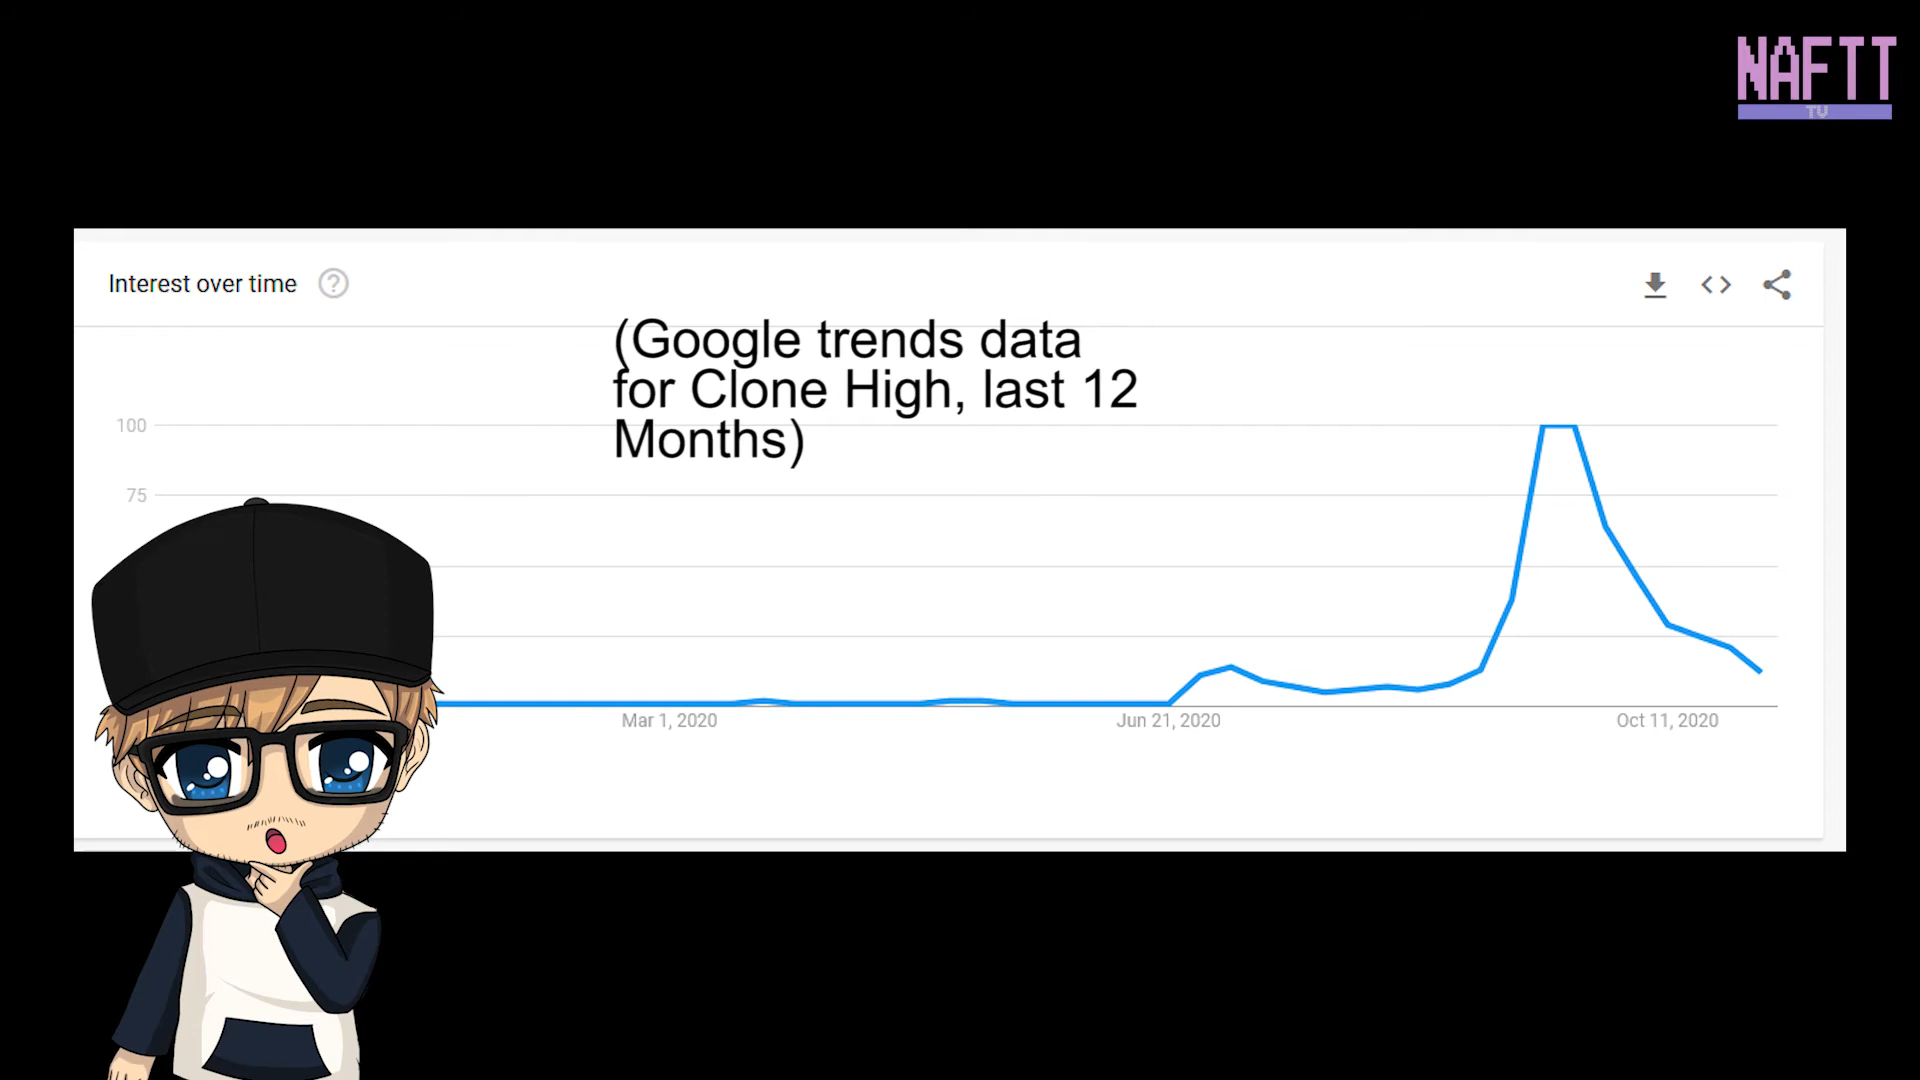 NAFTT
TV
Interest over time
(Google trends data
for Clone High, last 12
Months)
100
75
Mar 1, 2020
Jun 21, 2020
Oct 11, 2020